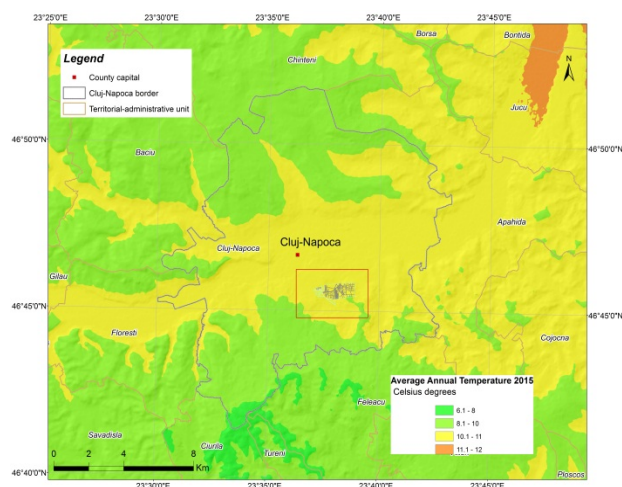 23°25'0"E 23°30'0"E 23°35'0"E 23°40'0"E 23°45'0"E
Legend
County capital
Cluj-Napoca border
Territorial-administrative unit
Borsa
Bontida
Chinteni
N
Jucu
46°50'0"N
46°50'0"N
Baciu
Apahida
Cluj-Napoca
Cluj-Napoca
Gilau
46°45'0"N
46°45'0"N
Floresti
Cojocna
Average Annual Temperature 2015
Celsius degrees
6.1 - 8
8.1 - 10
10.1 - 11
11.1 - 12
Feleacu
Savadisla
Ciurila
Tureni
Ploscos
0 2 4 8
Km
46°40'0"N
23°30'0"E 23°35'0"E 23°40'0"E